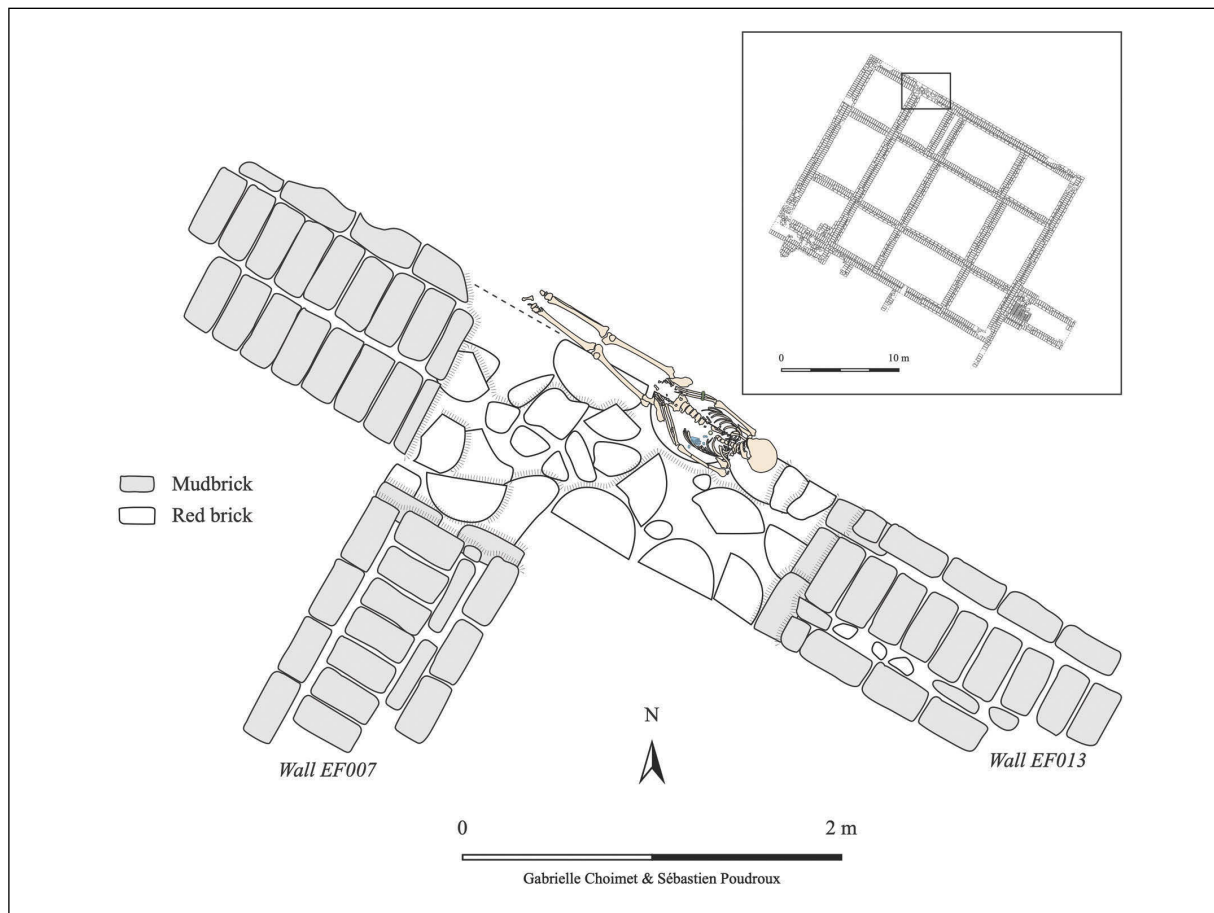 0 10 m
Mudbrick
Red brick
Wall EF007
N
Wall EF013
0 2 m
Gabrielle Choimet & Sébastien Poudroux